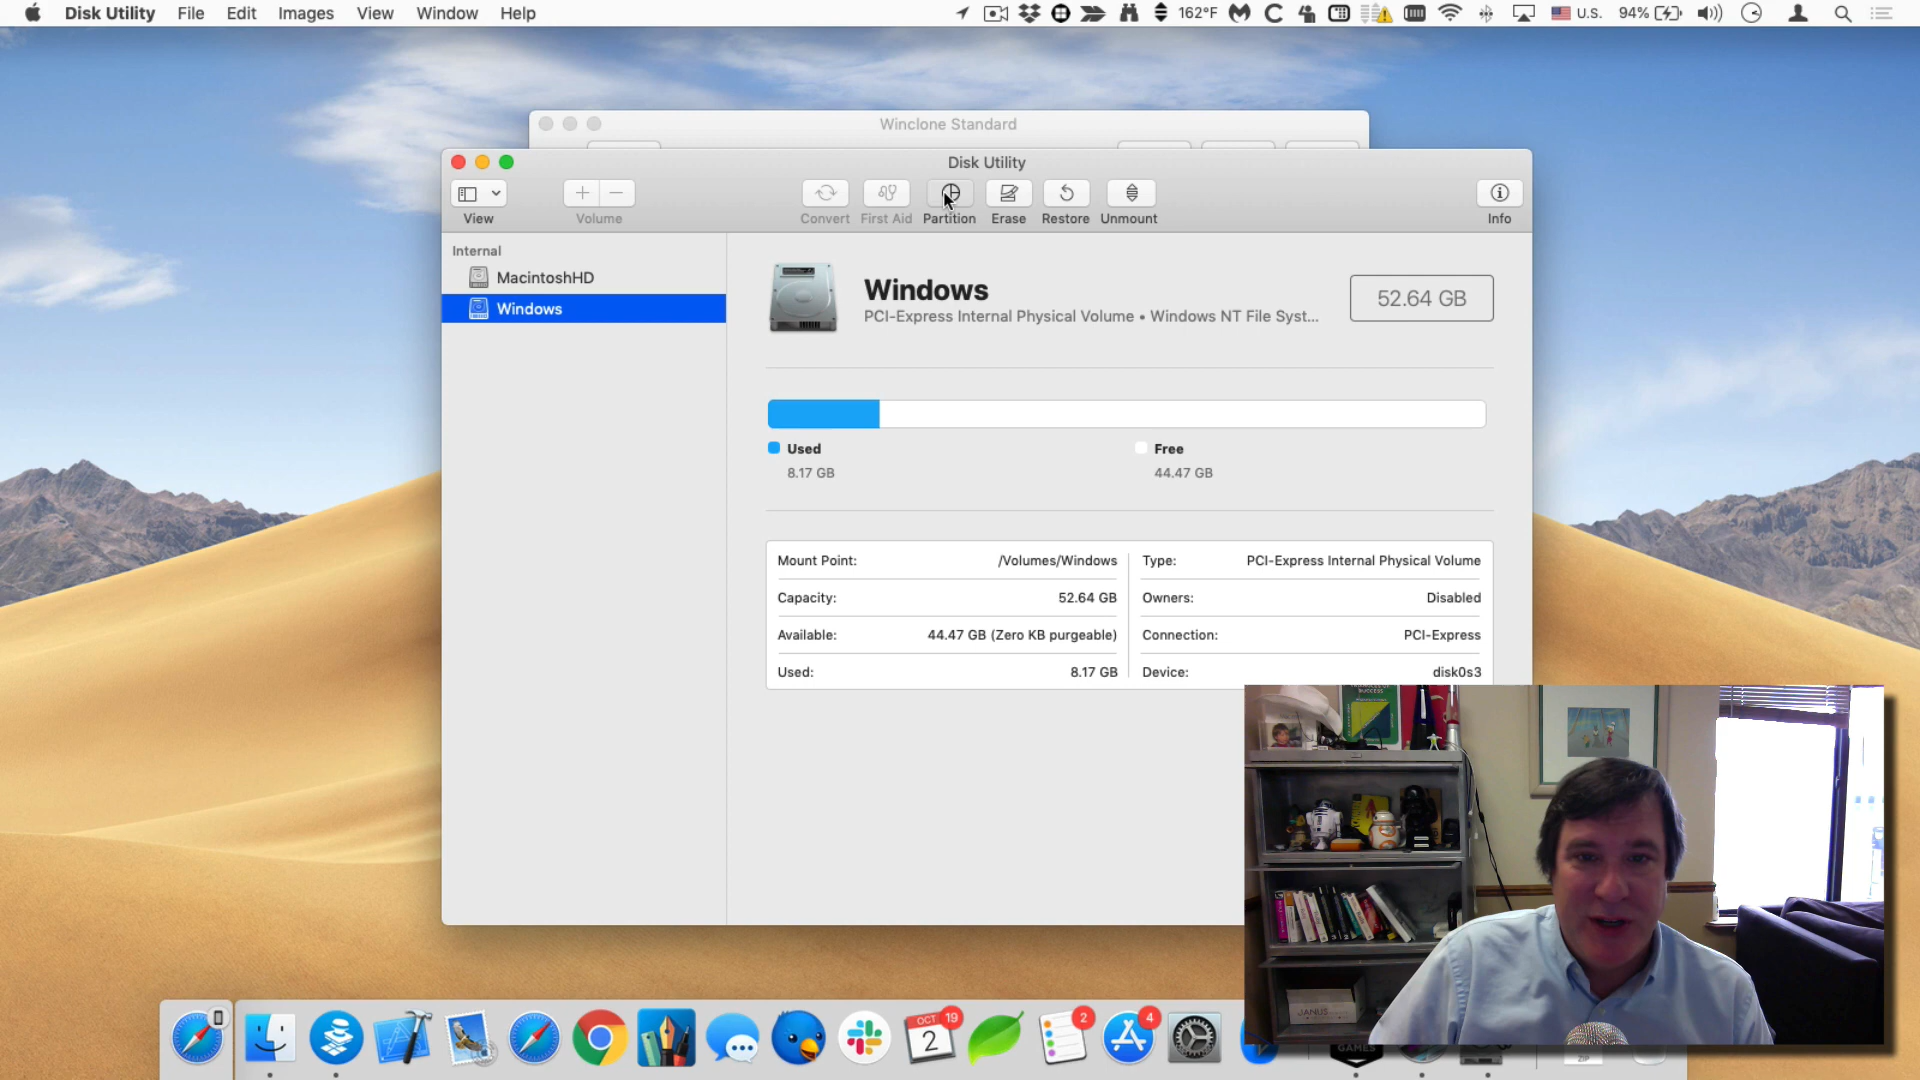 Disk Utility File Edit Images View Window Help 162°F U.S. 94%
Winclone Standard
Disk Utility
View Volume Convert First Aid Partition Erase Restore Unmount Info
Internal
MacintoshHD
Windows
Windows
PCI-Express Internal Physical Volume • Windows NT File Syst...
52.64 GB
Used
8.17 GB
Free
44.47 GB
Mount Point: /Volumes/Windows
Type: PCI-Express Internal Physical Volume
Capacity: 52.64 GB
Owners: Disabled
Available: 44.47 GB (Zero KB purgeable)
Connection: PCI-Express
Used: 8.17 GB
Device: disk0s3
SUCCESS
JANUS
OCT
2
19
2
4
GAMES
ZIP